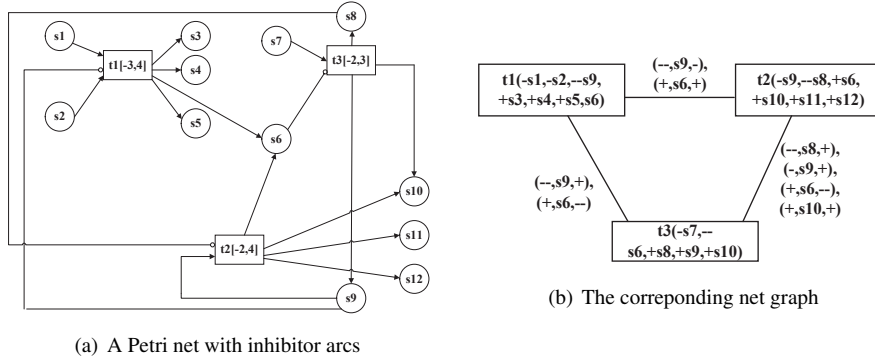 s8
s1
s3
s7
t1[-3,4]
t3[-2,3]
s4
s2
s5
s6
s10
t2[-2,4]
s11
s12
s9
(a) A Petri net with inhibitor arcs
(--,s9,-),
(+,s6,+)
t1(-s1,-s2,--s9,
+s3,+s4,+s5,s6)
t2(-s9,--s8,+s6,
+s10,+s11,+s12)
(--,s9,+),
(+,s6,--)
(--,s8,+),
(-,s9,+),
(+,s6,--),
(+,s10,+)
t3(-s7,--
s6,+s8,+s9,+s10)
(b) The correponding net graph